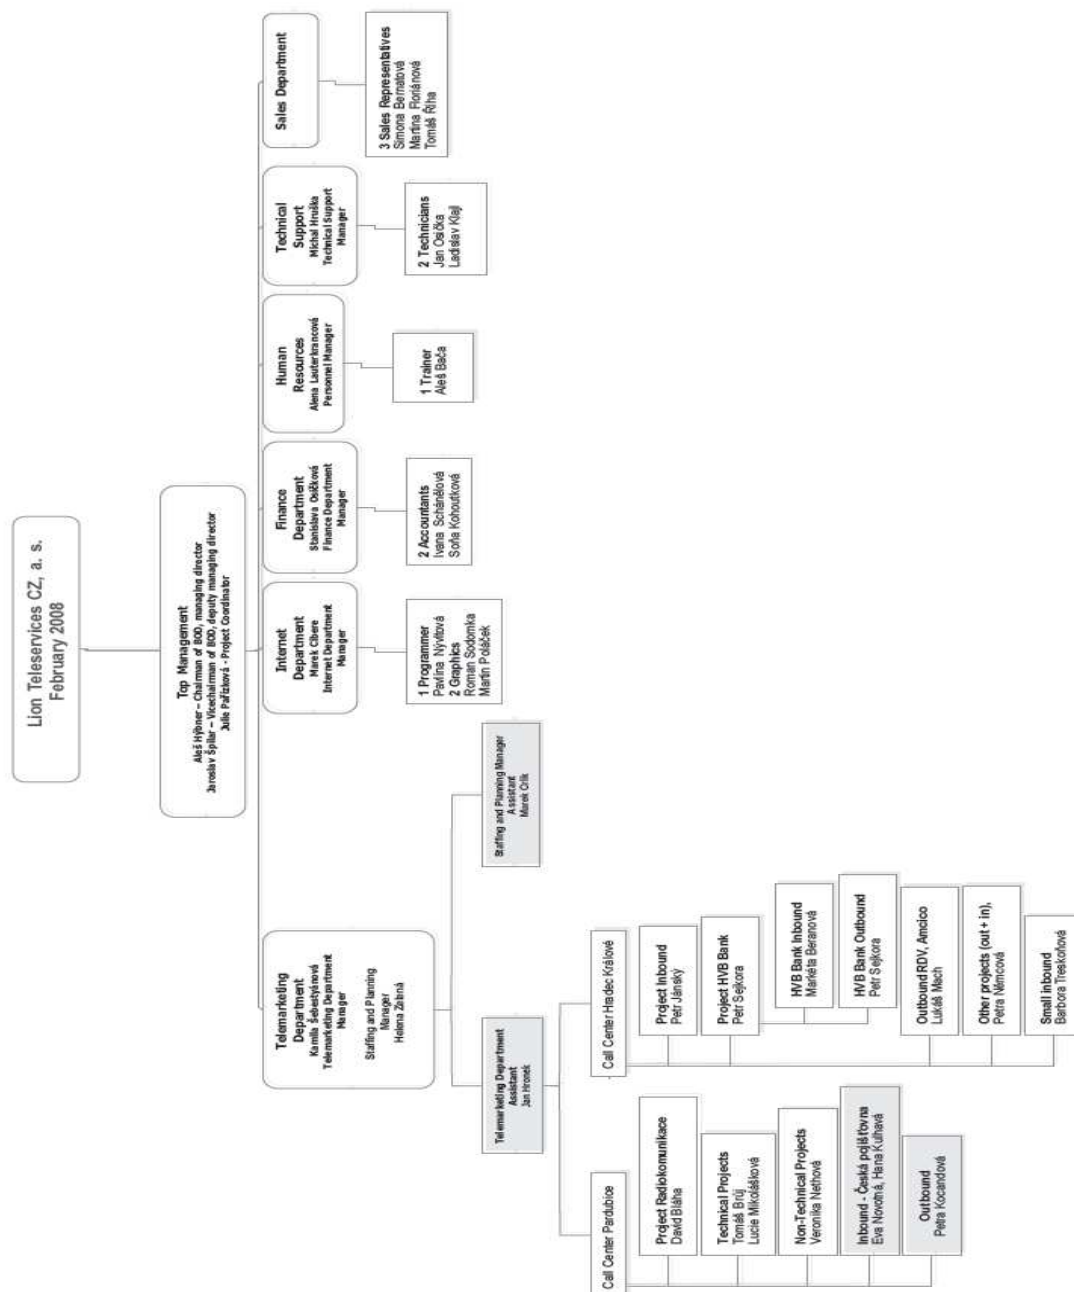 Lion Teleservices CZ, a. s.
February 2008
Top Management
Aleš Hýbner – Chairman of BOD, managing director
Jaroslav Špilar – Vicechairman of BOD, deputy managing director
Julie Pařízková - Project Coordinator
Telemarketing
Department
Kamila Šebestyánová
Telemarketing Department
Manager
Staffing and Planning
Manager
Helena Zelená
Internet
Department
Marek Cibere
Internet Department
Manager
Finance
Department
Stanislava Osičková
Finance Department
Manager
Human
Resources
Alena Lauterkrancová
Personnel Manager
Technical
Support
Michal Hruška
Technical Support
Manager
Sales Department
1 Programmer
Pavlína Nývltová
2 Graphics
Roman Sodomka
Martin Poláček
2 Accountants
Ivana Schánělová
Soňa Kohoutková
1 Trainer
Aleš Bača
2 Technicians
Jan Osička
Ladislav Klajl
3 Sales Representatives
Simona Bernatová
Martina Floriánová
Tomáš Říha
Telemarketing Department
Assistant
Jan Hronek
Staffing and Planning Manager
Assistant
Marek Orlík
Call Center Pardubice
Project Radiokomunikace
David Bláha
Technical Projects
Tomáš Brůj
Lucie Mikolášková
Non-Technical Projects
Veronika Nethová
Inbound - Česká pojišťovna
Eva Novotná, Hana Kulhavá
Outbound
Petra Kocandová
Call Center Hradec Králové
Project Inbound
Petr Jánský
Project HVB Bank
Petr Sejkora
HVB Bank Inbound
Markéta Beranová
HVB Bank Outbound
Petr Sejkora
Outbound RDV, Amcico
Lukáš Mach
Other projects (out + in),
Petra Němcová
Small inbound
Barbora Treskoňová